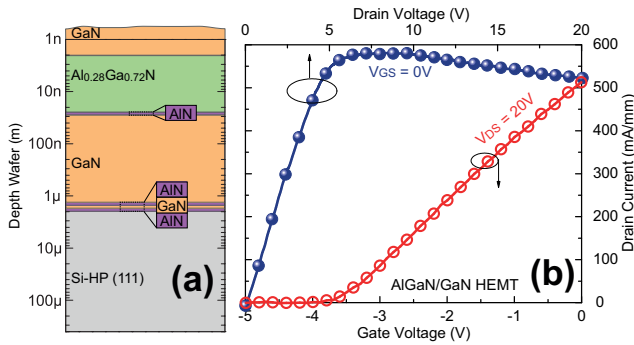 GaN
1n
Al0.28Ga0.72N
10n
AlN
100n
GaN
1µ
AlN
GaN
AlN
10µ
Si-HP (111)
100µ
Depth Wafer (m)
(a)
Drain Voltage (V)
0 5 10 15 20
VGS = 0V
VDS = 20V
AlGaN/GaN HEMT
(b)
600
500
400
300
200
100
0
Drain Current (mA/mm)
-5 -4 -3 -2 -1 0
Gate Voltage (V)